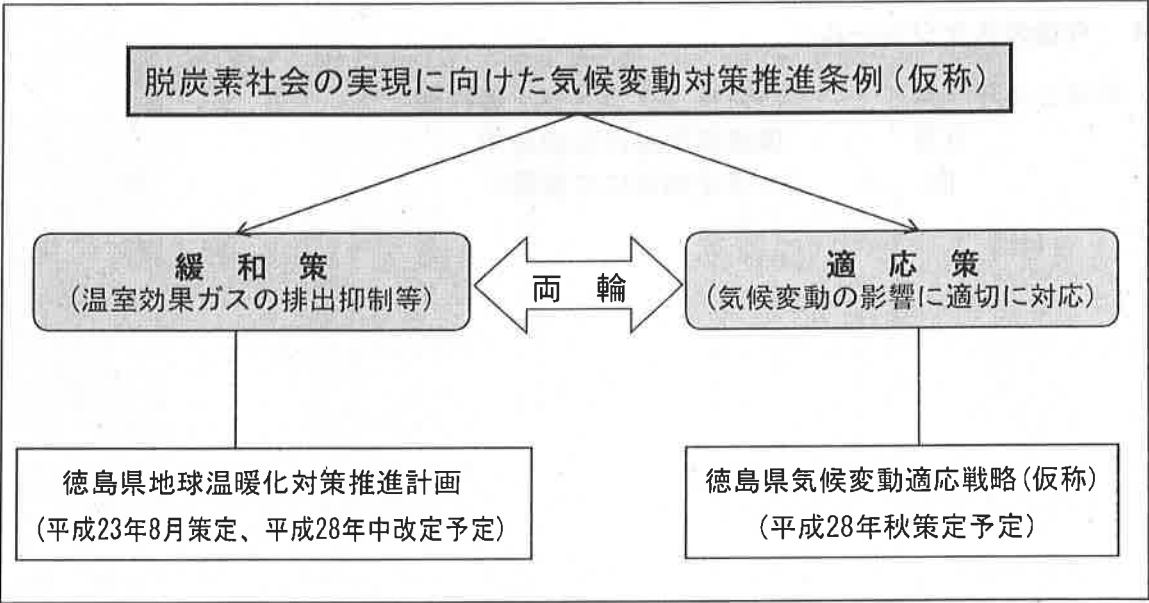 脱炭素社会の実現に向けた気候変動対策推進条例(仮称)
緩和策
(温室効果ガスの排出抑制等)
両輪
適応策
(気候変動の影響に適切に対応)
徳島県地球温暖化対策推進計画
(平成23年8月策定、平成28年中改定予定)
徳島県気候変動適応戦略(仮称)
(平成28年秋策定予定)